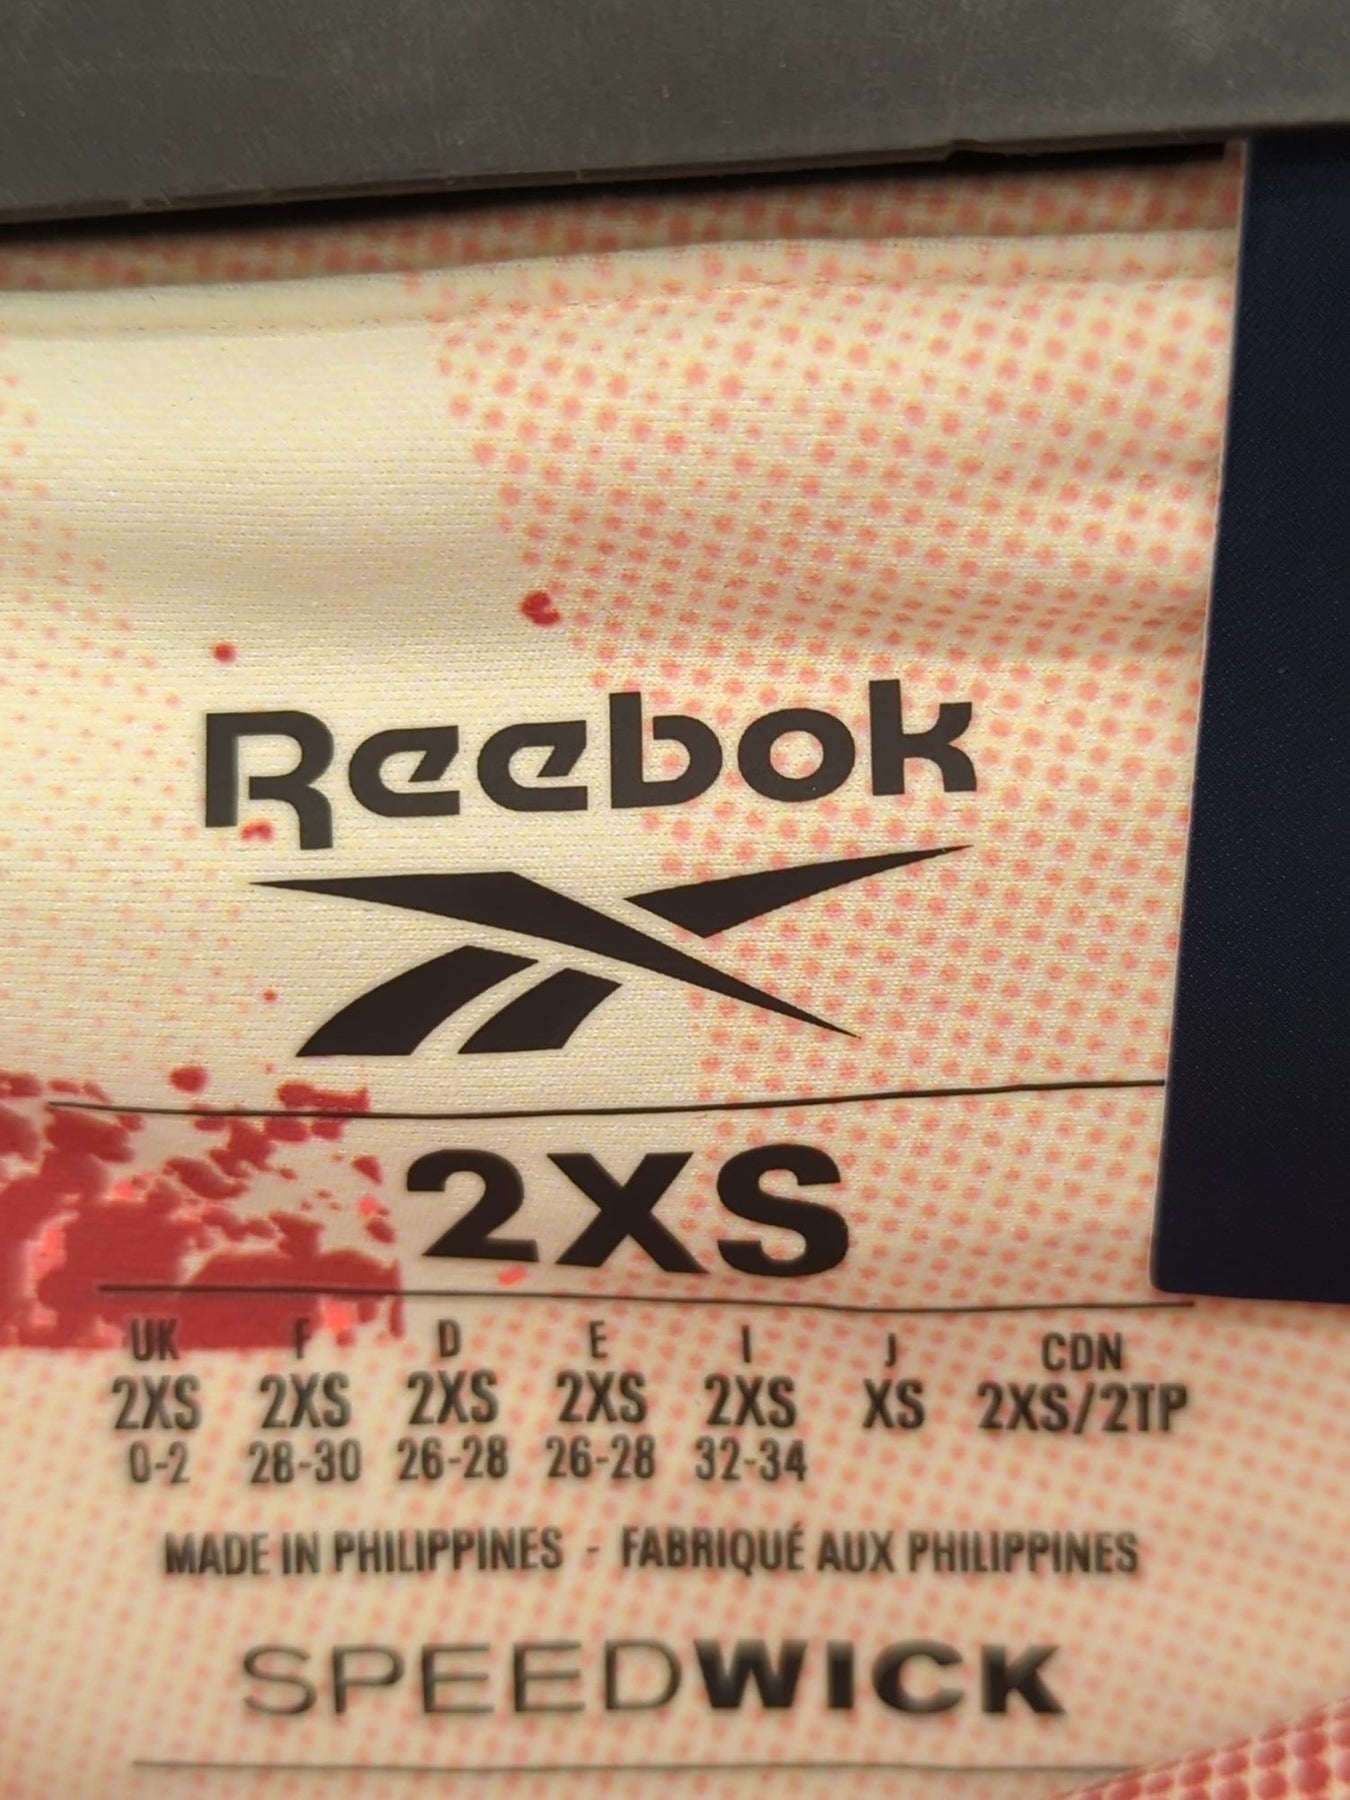 Reebok
2XS
UK F D E I J CDN
2XS 2XS 2XS 2XS 2XS XS 2XS/2TP
0-2 28-30 26-28 26-28 32-34
MADE IN PHILIPPINES - FABRIQUÉ AUX PHILIPPINES
SPEEDWICK